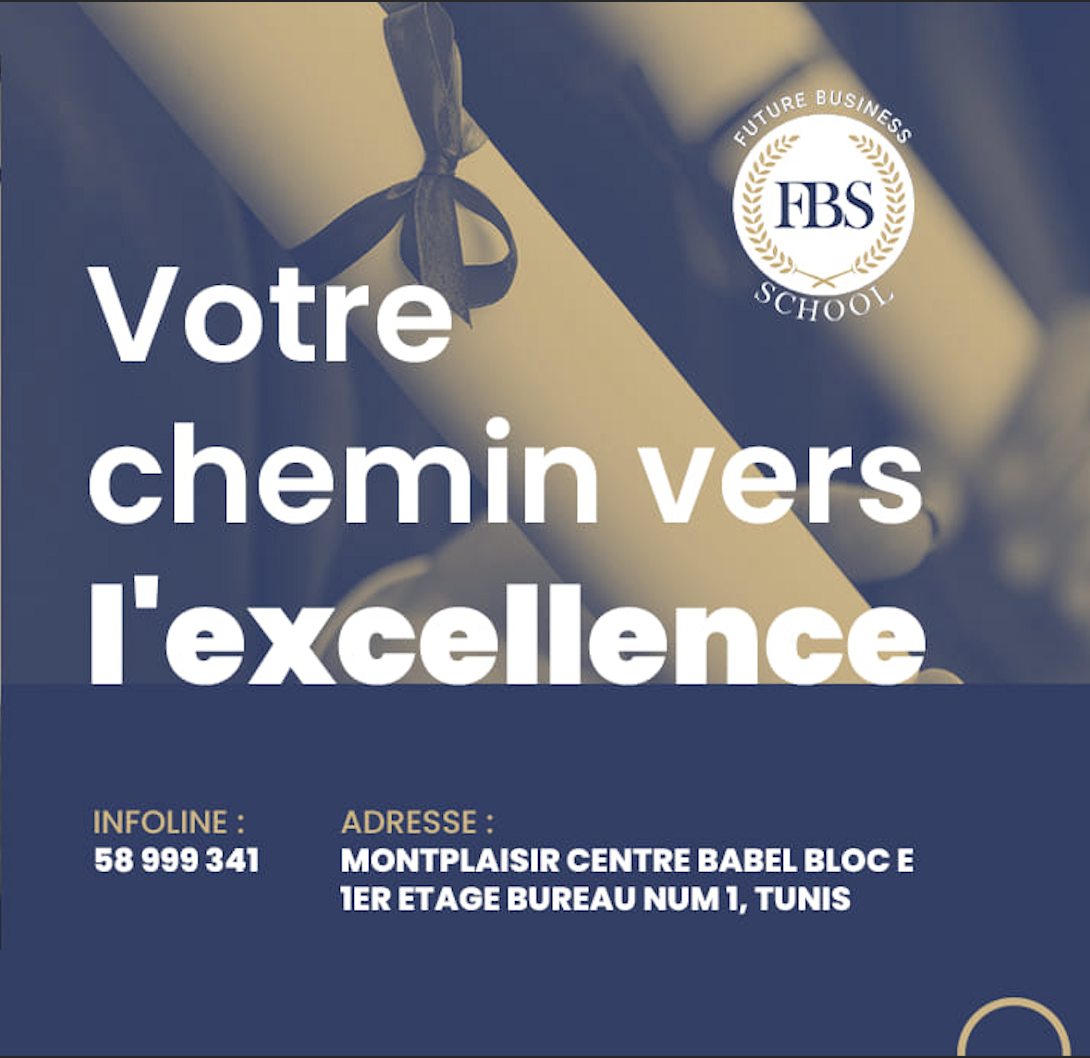 FUTURE BUSINESS
FBS
SCHOOL
Votre
chemin vers
l'excellence
INFOLINE :
58 999 341
ADRESSE :
MONTPLAISIR CENTRE BABEL BLOC E
1ER ETAGE BUREAU NUM 1, TUNIS